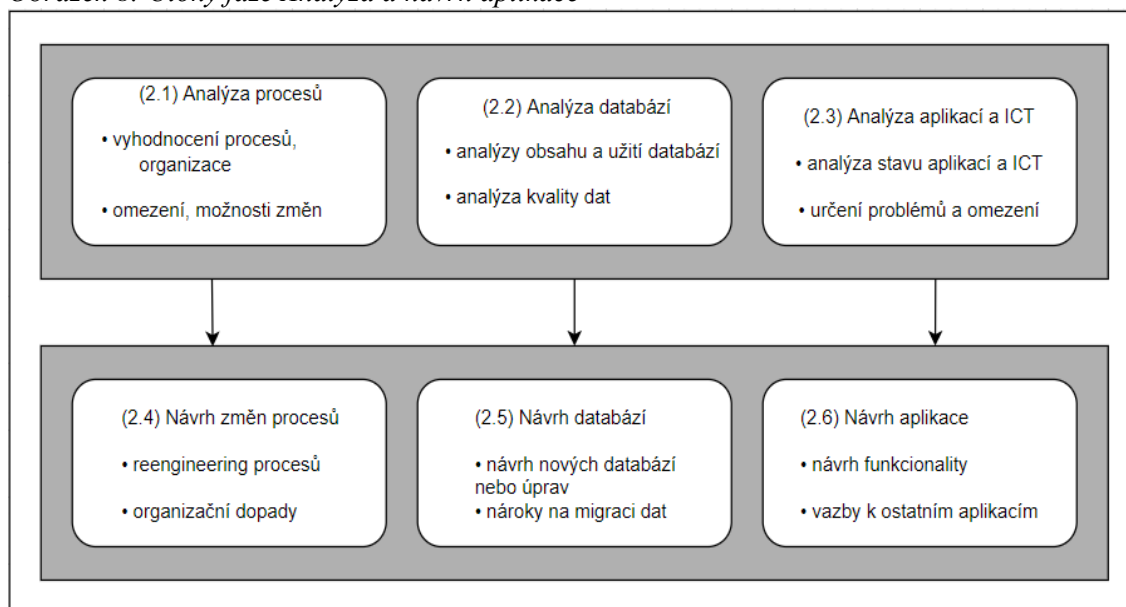 (2.1) Analýza procesů
• vyhodnocení procesů,
organizace
• omezení, možnosti změn
(2.2) Analýza databází
• analýzy obsahu a užití databází
• analýza kvality dat
(2.3) Analýza aplikací a ICT
• analýza stavu aplikací a ICT
• určení problémů a omezení
(2.4) Návrh změn procesů
• reengineering procesů
• organizační dopady
(2.5) Návrh databází
• návrh nových databází
nebo úprav
• nároky na migraci dat
(2.6) Návrh aplikace
• návrh funkcionality
• vazby k ostatním aplikacím